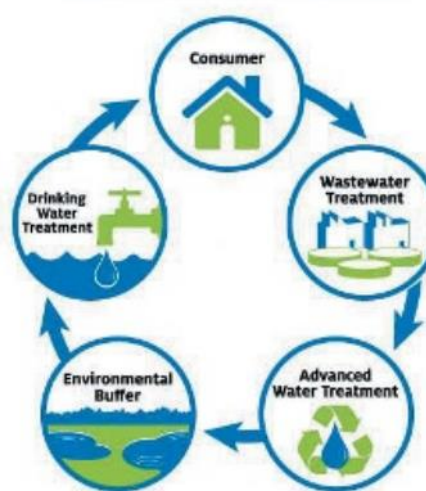 Consumer
Wastewater
Treatment
Advanced
Water Treatment
Environmental
Buffer
Drinking
Water
Treatment